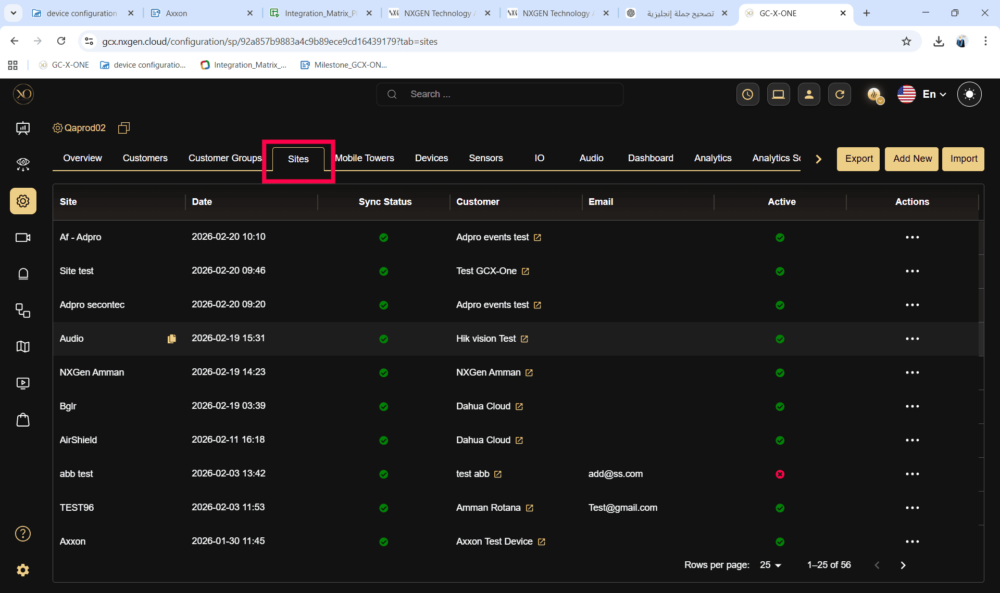 device configuration
Axxon
Integration_Matrix_P
NXGEN Technology
NXGEN Technology
تصحيح جملة إنجليزية
GC-X-ONE
gcx.nxgen.cloud/configuration/sp/92a857b9883a4c9b89ece9cd16439179?tab=sites
GC-X-ONE
device configuratio...
Integration_Matrix_...
Milestone_GCX-ON...
XO
Search ...
En
Qaprod02
Overview
Customers
Customer Groups
Sites
Mobile Towers
Devices
Sensors
IO
Audio
Dashboard
Analytics
Analytics Sc
Export
Add New
Import
Site Date Sync Status Customer Email Active Actions
Af - Adpro 2026-02-20 10:10 Adpro events test
Site test 2026-02-20 09:46 Test GCX-One
Adpro secontec 2026-02-20 09:20 Adpro events test
Audio 2026-02-19 15:31 Hik vision Test
NXGen Amman 2026-02-19 14:23 NXGen Amman
Bglr 2026-02-19 03:39 Dahua Cloud
AirShield 2026-02-11 16:18 Dahua Cloud
abb test 2026-02-03 13:42 test abb add@ss.com
TEST96 2026-02-03 11:53 Amman Rotana Test@gmail.com
Axxon 2026-01-30 11:45 Axxon Test Device
Rows per page: 25 1–25 of 56